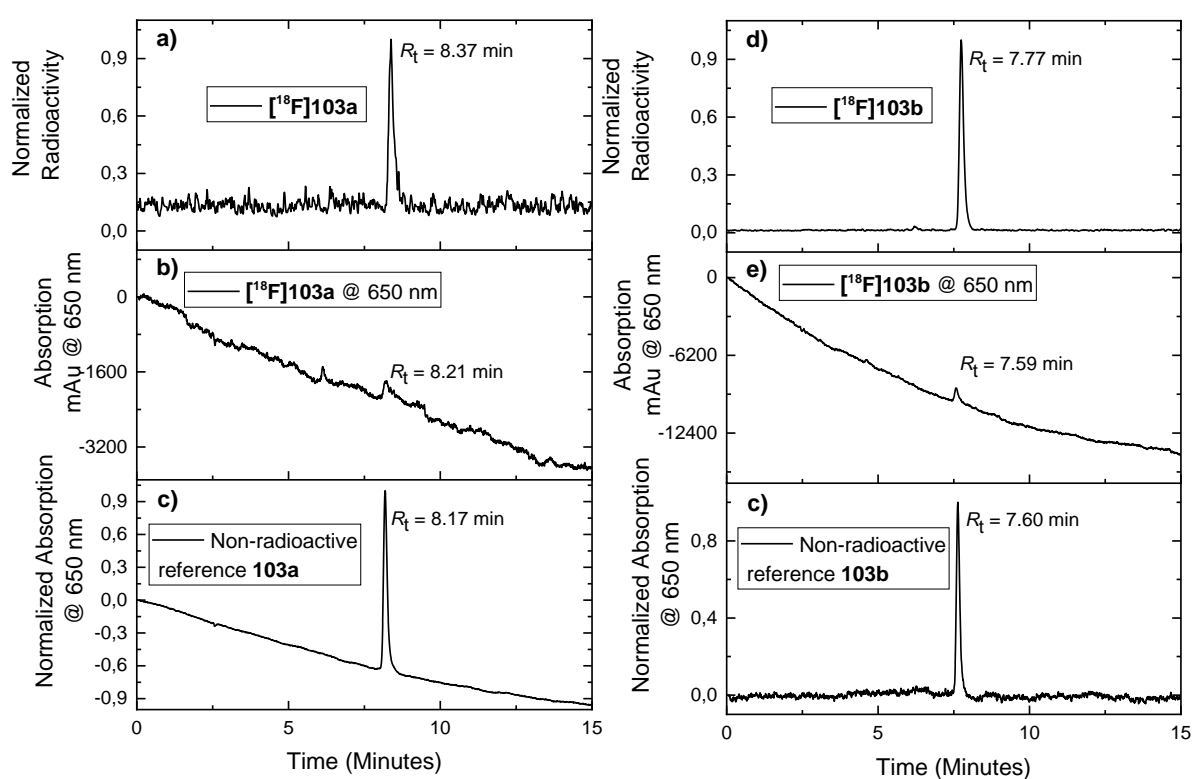 a)
Rt = 8.37 min
[18F]103a
Normalized
Radioactivity
0,9
0,6
0,3
0,0
b)
[18F]103a @ 650 nm
Rt = 8.21 min
Absorption
mAu @ 650 nm
0
-1600
-3200
c)
Rt = 8.17 min
Non-radioactive
reference 103a
Normalized Absorption
@ 650 nm
0,9
0,6
0,3
0,0
-0,3
-0,6
-0,9
0
5
10
15
Time (Minutes)
d)
Rt = 7.77 min
[18F]103b
Normalized
Radioactivity
0,9
0,6
0,3
0,0
e)
[18F]103b @ 650 nm
Rt = 7.59 min
Absorption
mAu @ 650 nm
0
-6200
-12400
c)
Rt = 7.60 min
Non-radioactive
reference 103b
Normalized Absorption
@ 650 nm
0,8
0,4
0,0
0
5
10
15
Time (Minutes)